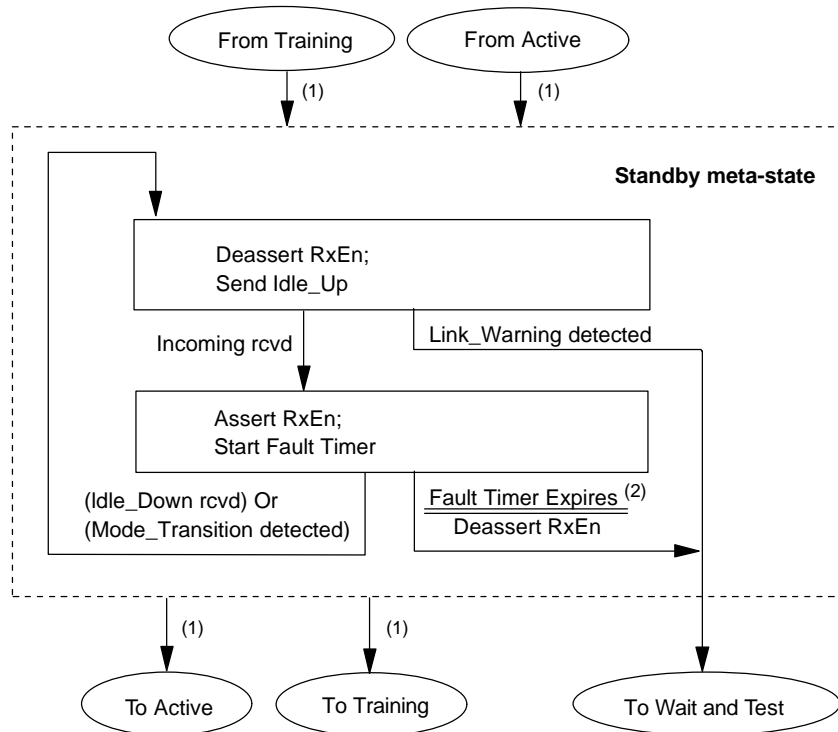 From Training
From Active
(1)
(1)
Standby meta-state
Deassert RxEn;
Send Idle_Up
Incoming rcvd
Link_Warning detected
Assert RxEn;
Start Fault Timer
(Idle_Down rcvd) Or
(Mode_Transition detected)
Fault Timer Expires (2)
Deassert RxEn
(1)
(1)
To Active
To Training
To Wait and Test